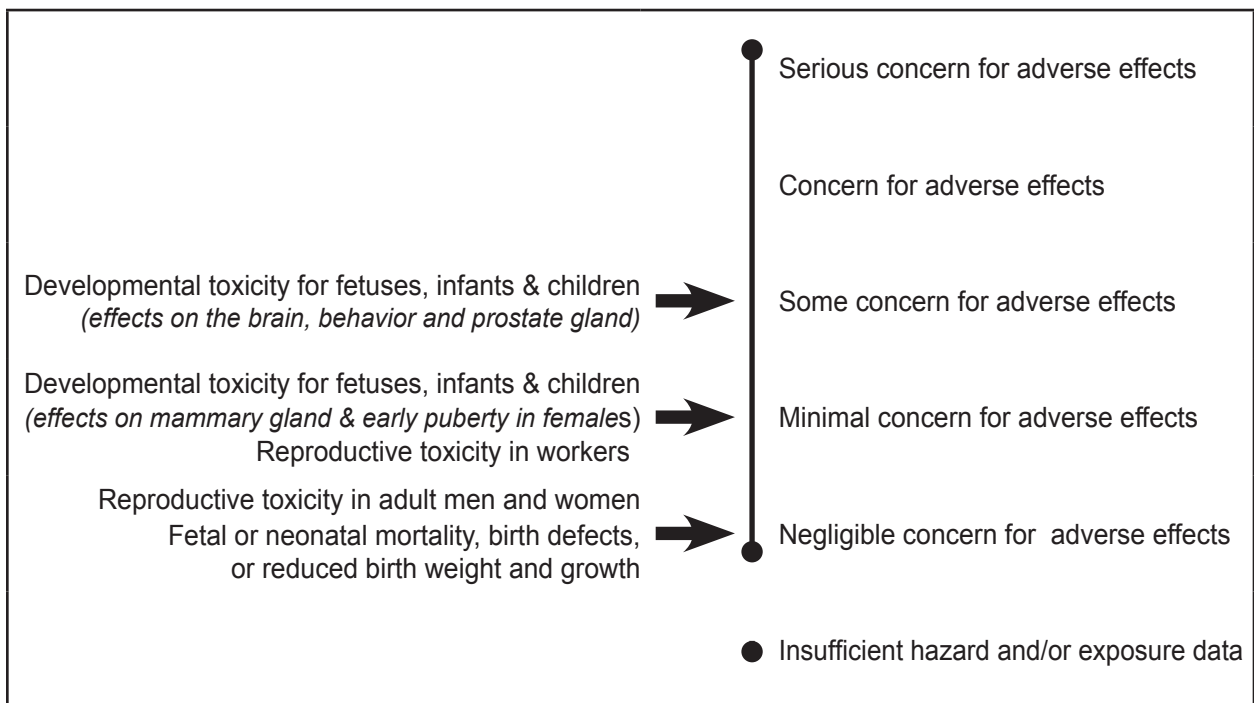 Serious concern for adverse effects
Concern for adverse effects
Developmental toxicity for fetuses, infants & children
(effects on the brain, behavior and prostate gland)
Some concern for adverse effects
Developmental toxicity for fetuses, infants & children
(effects on mammary gland & early puberty in females)
Reproductive toxicity in workers
Minimal concern for adverse effects
Reproductive toxicity in adult men and women
Fetal or neonatal mortality, birth defects,
or reduced birth weight and growth
Negligible concern for adverse effects
Insufficient hazard and/or exposure data